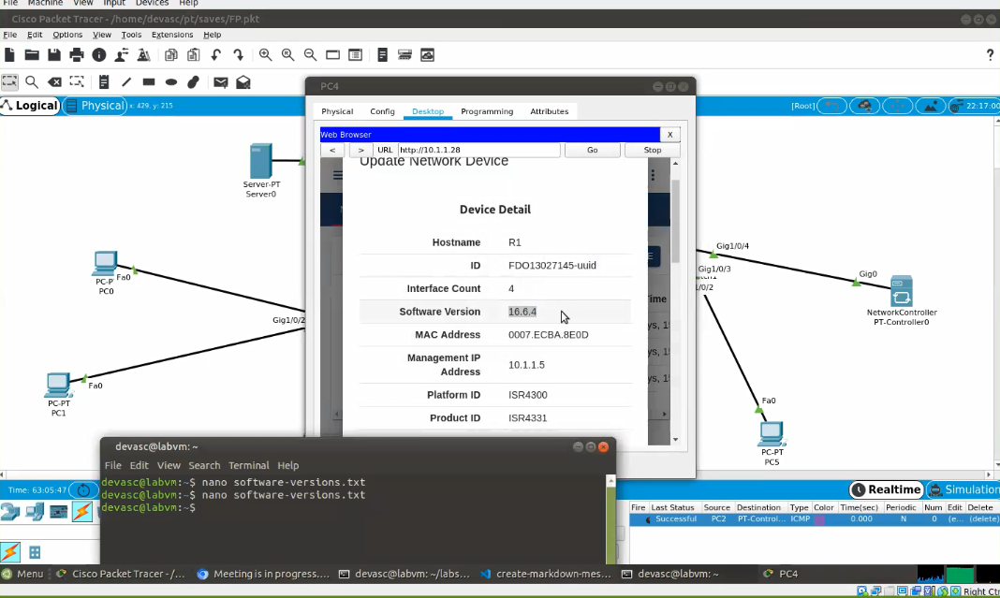 File Machine View Input Devices Help
Cisco Packet Tracer - /home/devasc/pt/saves/FP.pkt
File Edit Options View Tools Extensions Help
?
Logical Physical x: 429, y: 215
[Root] 22:17:00
PC4
Physical Config Desktop Programming Attributes
Web Browser X
< > URL http://10.1.1.28 Go Stop
Update Network Device
Device Detail
Hostname R1
ID FDO13027145-uuid
Interface Count 4
Software Version 16.6.4
MAC Address 0007.ECBA.8E0D
Management IP Address 10.1.1.5
Platform ID ISR4300
Product ID ISR4331
E
Time
ys, 15
ys, 15
ys, 15
Server-PT
Server0
Fa0
PC0
Gig1/0/2
Fa0
PC-PT
PC1
Gig1/0/4
Gig1/0/3
1/0/2
Gig0
NetworkController
PT-Controller0
Fa0
PC-PT
PC5
devasc@labvm: ~
File Edit View Search Terminal Help
devasc@labvm:~$ nano software-versions.txt
devasc@labvm:~$ nano software-versions.txt
devasc@labvm:~$
Time: 63:05:47
Realtime Simulation
Fire Last Status Source Destination Type Color Time(sec) Periodic Num Edit Delete
Successful PC2 PT-Control... ICMP 0.000 N 0 (e... (delete)
Menu Cisco Packet Tracer - /... Meeting is in progress.... devasc@labvm: ~/labs... create-markdown-mes... devasc@labvm: ~ PC4
Right Ctrl